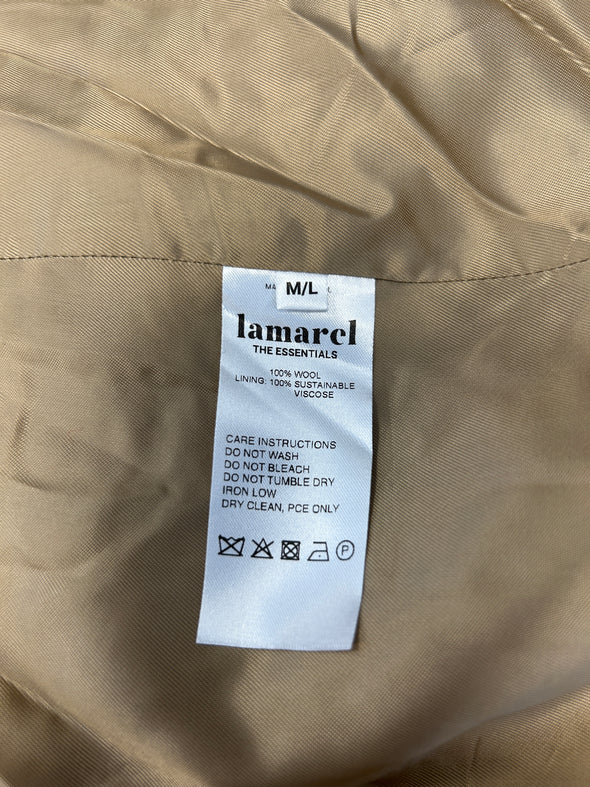 M/L
lamarel
THE ESSENTIALS
100% WOOL
LINING: 100% SUSTAINABLE
VISCOSE
CARE INSTRUCTIONS
DO NOT WASH
DO NOT BLEACH
DO NOT TUMBLE DRY
IRON LOW
DRY CLEAN, PCE ONLY
P